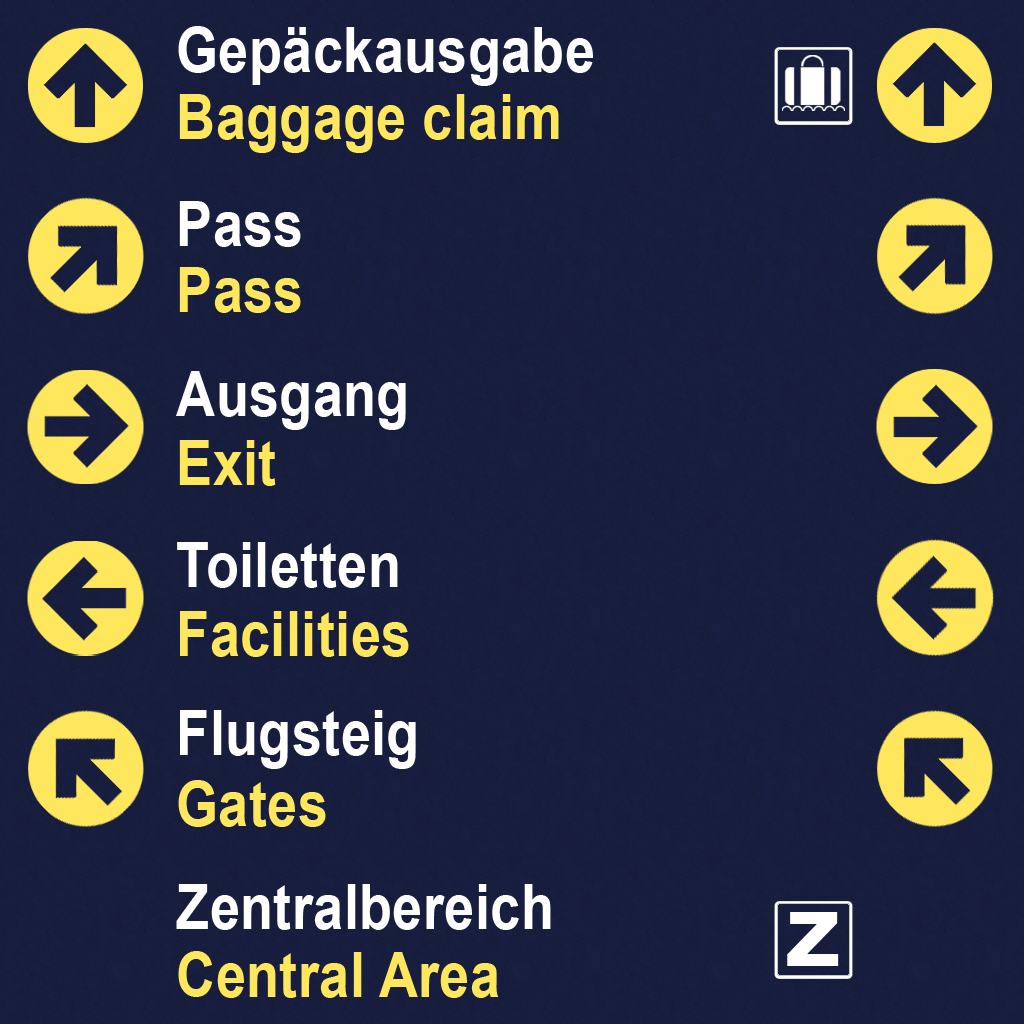 Gepäckausgabe
Baggage claim
Pass
Pass
Ausgang
Exit
Toiletten
Facilities
Flugsteig
Gates
Zentralbereich
Z
Central Area